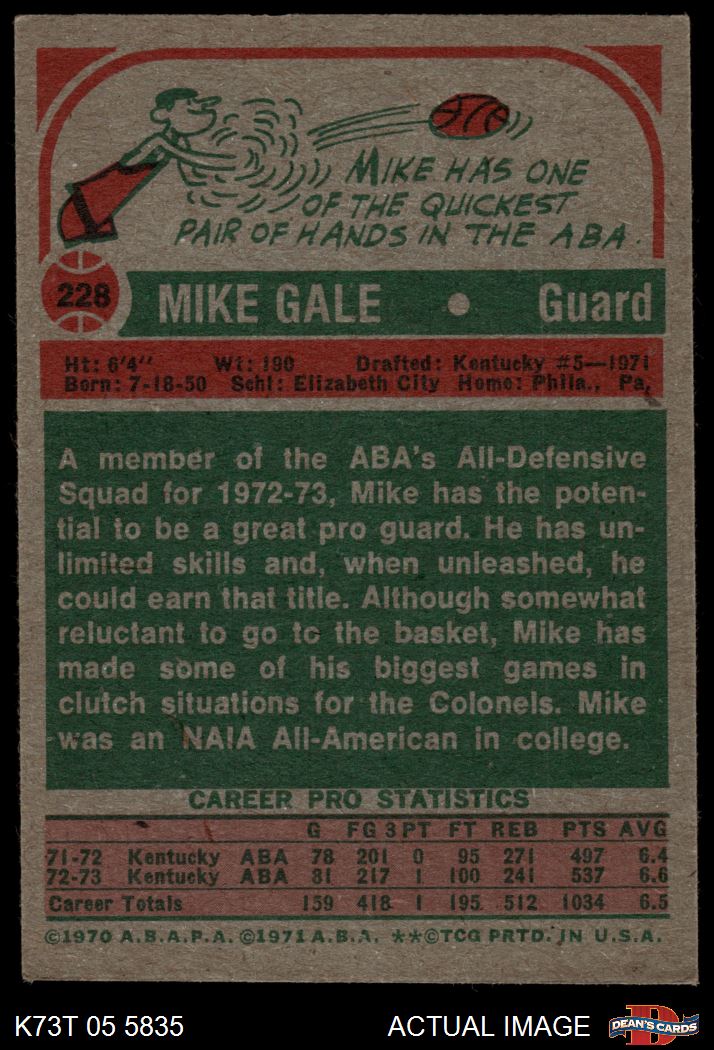 MIKE HAS ONE
OF THE QUICKEST
PAIR OF HANDS IN THE ABA.
228 MIKE GALE • Guard
Ht: 6'4" Wt: 190 Drafted: Kentucky #5—1971
Born: 7-18-50 Schl: Elizabeth City Home: Phila., Pa.
A member of the ABA's All-Defensive
Squad for 1972-73, Mike has the poten-
tial to be a great pro guard. He has un-
limited skills and, when unleashed, he
could earn that title. Although somewhat
reluctant to go to the basket, Mike has
made some of his biggest games in
clutch situations for the Colonels. Mike
was an NAIA All-American in college.
CAREER PRO STATISTICS
G FG 3PT FT REB PTS AVG
71-72 Kentucky ABA 78 201 0 95 271 497 6.4
72-73 Kentucky ABA 81 217 1 100 241 537 6.6
Career Totals 159 418 1 195 512 1034 6.5
©1970 A.B.A.P.A. ©1971 A.B.A. **©TCG PRTD. IN U.S.A.
K73T 05 5835 ACTUAL IMAGE DEAN'S CARDS